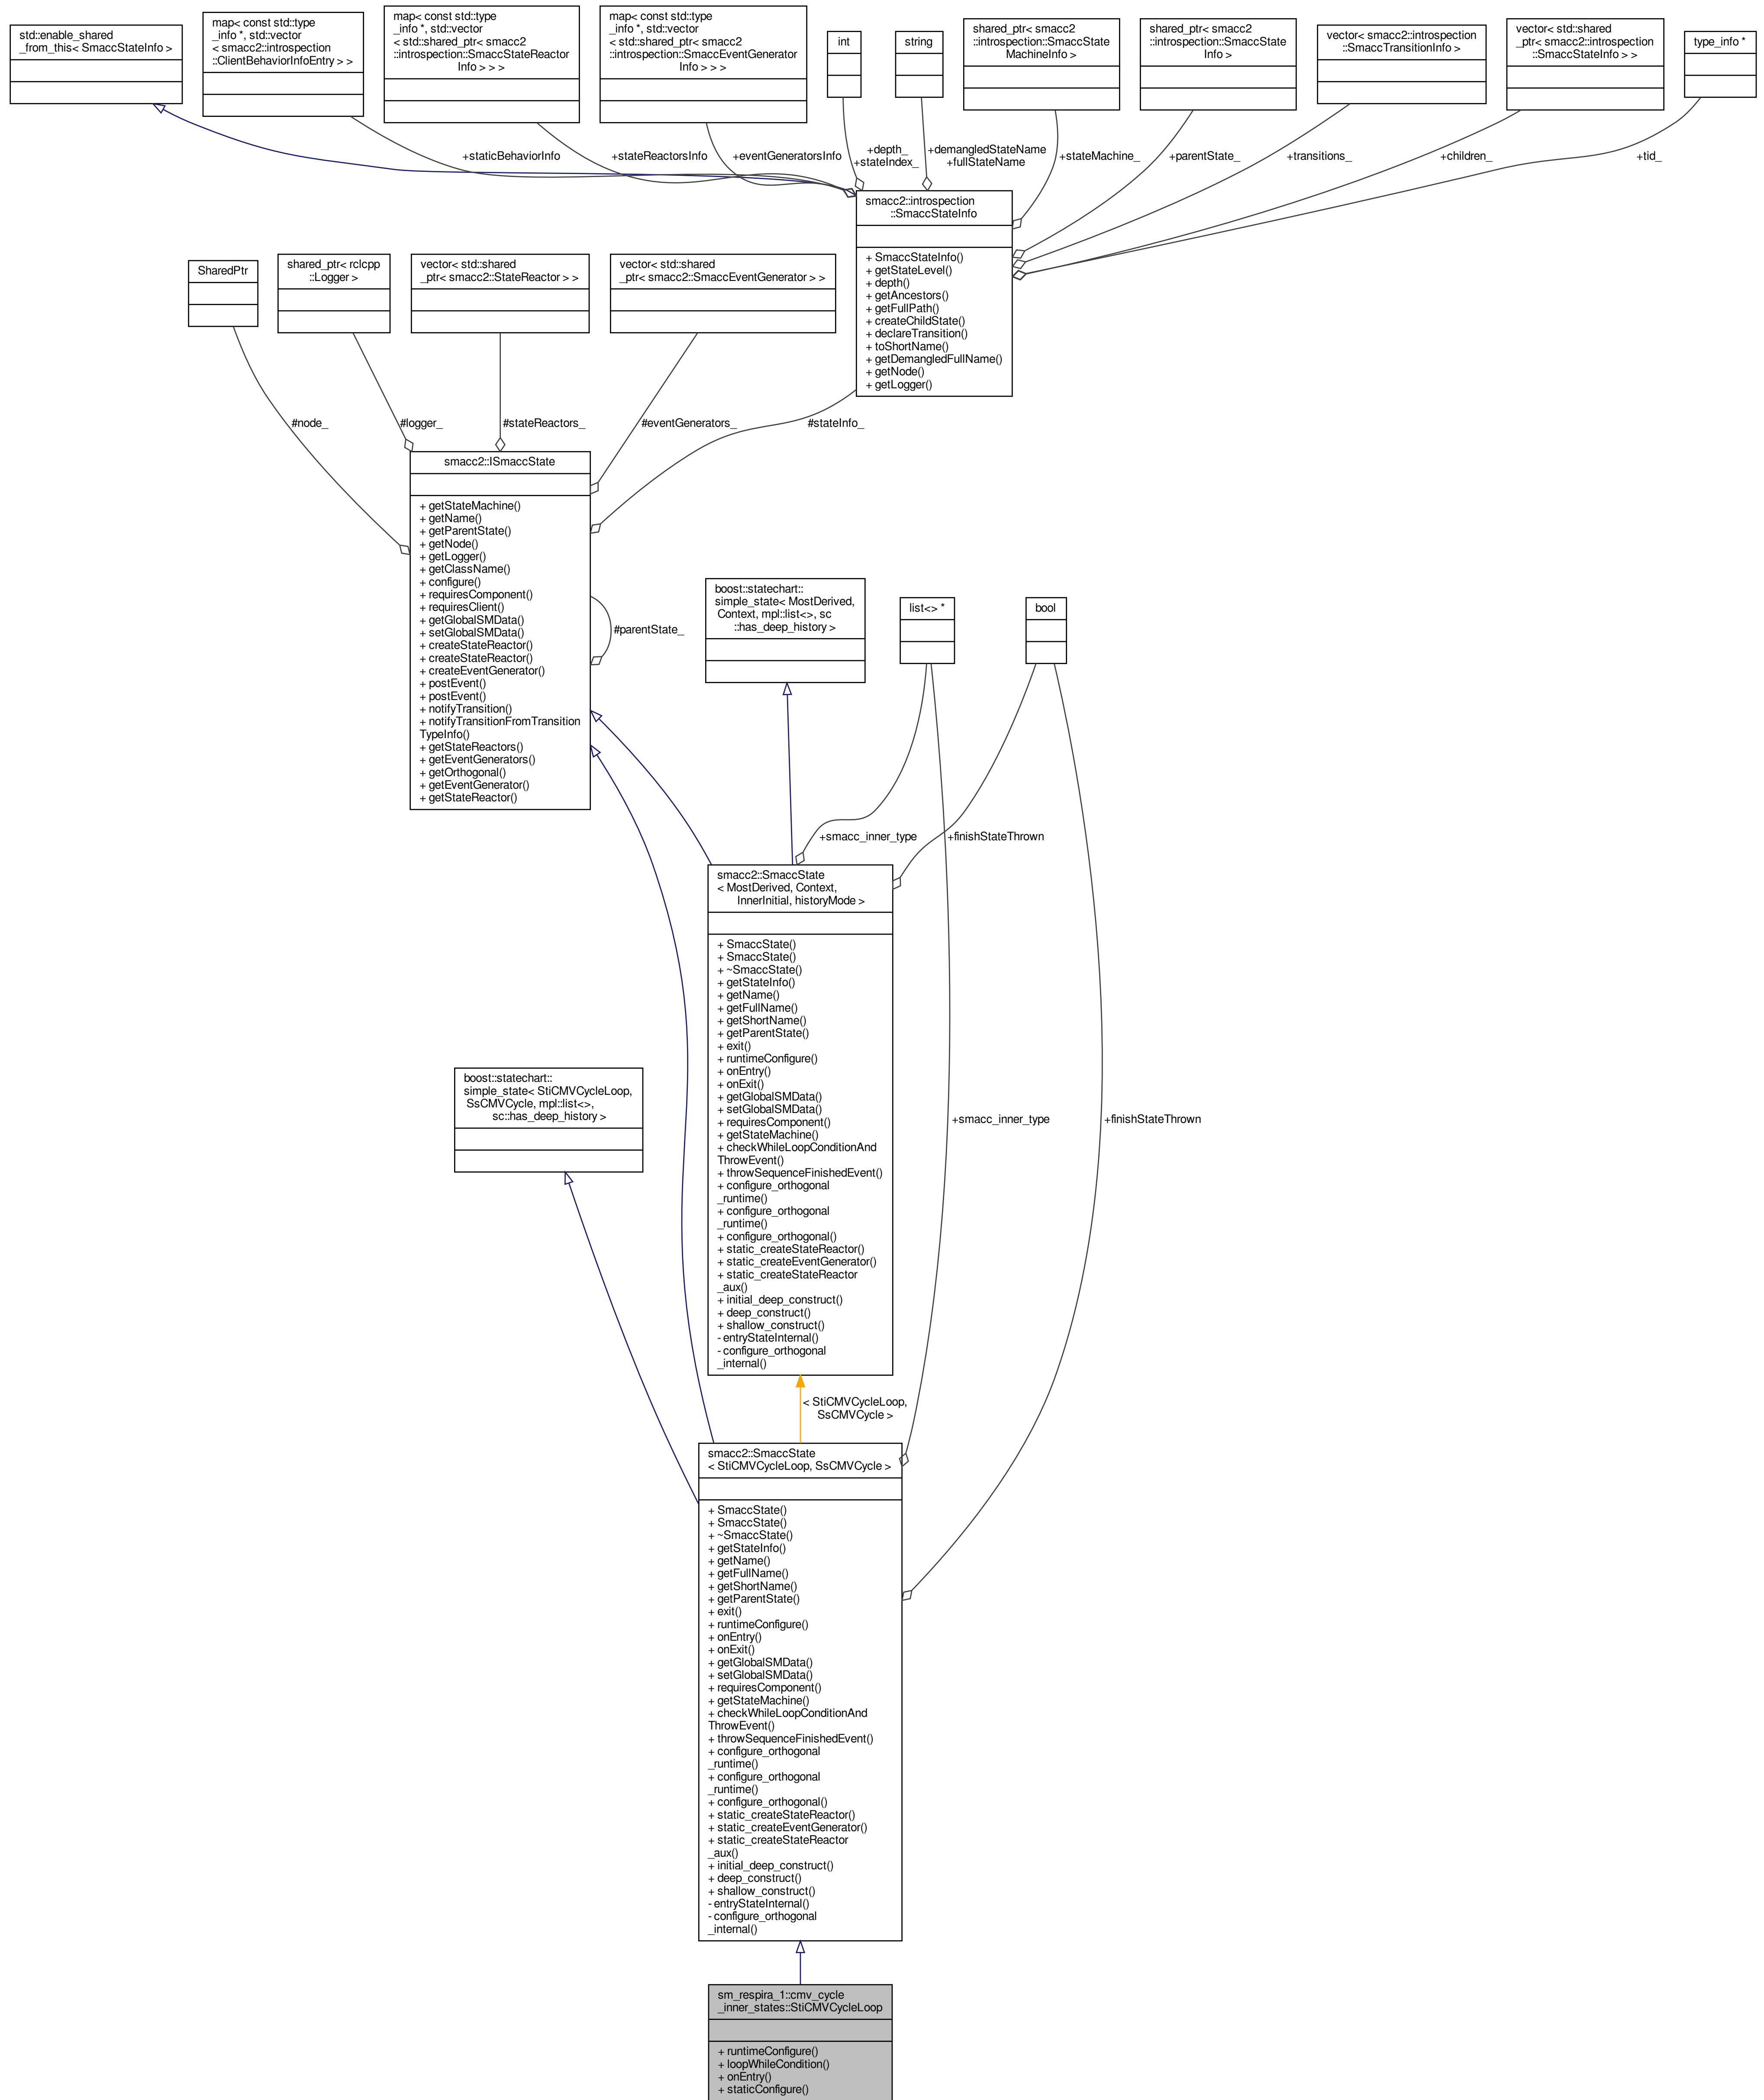 std::enable_shared
_from_this< SmaccStateInfo >
map< const std::type
_info *, std::vector
< smacc2::introspection
::ClientBehaviorInfoEntry > >
map< const std::type
_info *, std::vector
< std::shared_ptr< smacc2
::introspection::SmaccStateReactor
Info > > >
map< const std::type
_info *, std::vector
< std::shared_ptr< smacc2
::introspection::SmaccEventGenerator
Info > > >
int
string
shared_ptr< smacc2
::introspection::SmaccState
MachineInfo >
shared_ptr< smacc2
::introspection::SmaccState
Info >
vector< smacc2::introspection
::SmaccTransitionInfo >
vector< std::shared
_ptr< smacc2::introspection
::SmaccStateInfo > >
type_info *
+staticBehaviorInfo
+stateReactorsInfo
+eventGeneratorsInfo
+depth_
+stateIndex_
+demangledStateName
+fullStateName
+stateMachine_
+parentState_
+transitions_
+children_
+tid_
smacc2::introspection
::SmaccStateInfo
+ SmaccStateInfo()
+ getStateLevel()
+ depth()
+ getAncestors()
+ getFullPath()
+ createChildState()
+ declareTransition()
+ toShortName()
+ getDemangledFullName()
+ getNode()
+ getLogger()
SharedPtr
shared_ptr< rclcpp
::Logger >
vector< std::shared
_ptr< smacc2::StateReactor > >
vector< std::shared
_ptr< smacc2::SmaccEventGenerator > >
#node_
#logger_
#stateReactors_
#eventGenerators_
#stateInfo_
smacc2::ISmaccState
+ getStateMachine()
+ getName()
+ getParentState()
+ getNode()
+ getLogger()
+ getClassName()
+ configure()
+ requiresComponent()
+ requiresClient()
+ getGlobalSMData()
+ setGlobalSMData()
+ createStateReactor()
+ createStateReactor()
+ createEventGenerator()
+ postEvent()
+ postEvent()
+ notifyTransition()
+ notifyTransitionFromTransition
TypeInfo()
+ getStateReactors()
+ getEventGenerators()
+ getOrthogonal()
+ getEventGenerator()
+ getStateReactor()
#parentState_
boost::statechart::
simple_state< MostDerived,
Context, mpl::list<>, sc
::has_deep_history >
list<> *
bool
+smacc_inner_type
+finishStateThrown
smacc2::SmaccState
< MostDerived, Context,
InnerInitial, historyMode >
+ SmaccState()
+ SmaccState()
+ ~SmaccState()
+ getStateInfo()
+ getName()
+ getFullName()
+ getShortName()
+ getParentState()
+ exit()
+ runtimeConfigure()
+ onEntry()
+ onExit()
+ getGlobalSMData()
+ setGlobalSMData()
+ requiresComponent()
+ getStateMachine()
+ checkWhileLoopConditionAnd
ThrowEvent()
+ throwSequenceFinishedEvent()
+ configure_orthogonal
_runtime()
+ configure_orthogonal
_runtime()
+ configure_orthogonal()
+ static_createStateReactor()
+ static_createEventGenerator()
+ static_createStateReactor
_aux()
+ initial_deep_construct()
+ deep_construct()
+ shallow_construct()
- entryStateInternal()
- configure_orthogonal
_internal()
boost::statechart::
simple_state< StiCMVCycleLoop,
SsCMVCycle, mpl::list<>,
sc::has_deep_history >
+smacc_inner_type
+finishStateThrown
< StiCMVCycleLoop,
SsCMVCycle >
smacc2::SmaccState
< StiCMVCycleLoop, SsCMVCycle >
+ SmaccState()
+ SmaccState()
+ ~SmaccState()
+ getStateInfo()
+ getName()
+ getFullName()
+ getShortName()
+ getParentState()
+ exit()
+ runtimeConfigure()
+ onEntry()
+ onExit()
+ getGlobalSMData()
+ setGlobalSMData()
+ requiresComponent()
+ getStateMachine()
+ checkWhileLoopConditionAnd
ThrowEvent()
+ throwSequenceFinishedEvent()
+ configure_orthogonal
_runtime()
+ configure_orthogonal
_runtime()
+ configure_orthogonal()
+ static_createStateReactor()
+ static_createEventGenerator()
+ static_createStateReactor
_aux()
+ initial_deep_construct()
+ deep_construct()
+ shallow_construct()
- entryStateInternal()
- configure_orthogonal
_internal()
sm_respira_1::cmv_cycle
_inner_states::StiCMVCycleLoop
+ runtimeConfigure()
+ loopWhileCondition()
+ onEntry()
+ staticConfigure()